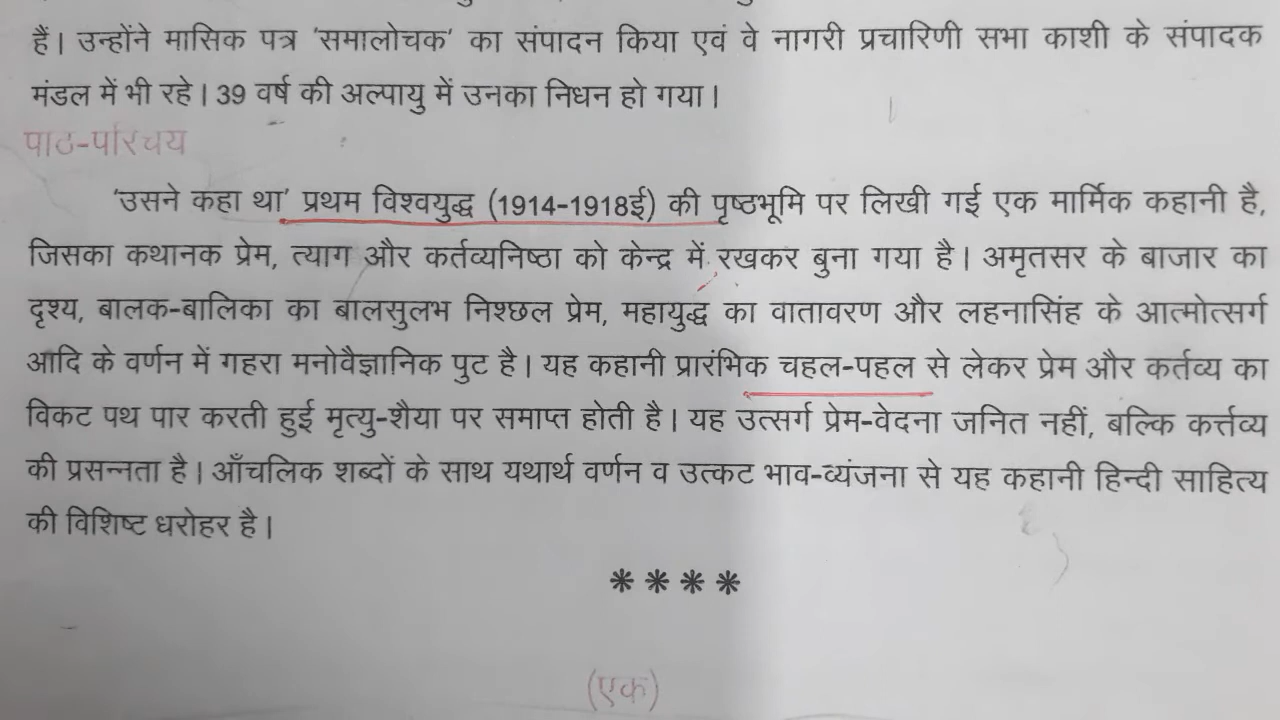 हैं। उन्होंने मासिक पत्र 'समालोचक' का संपादन किया एवं वे नागरी प्रचारिणी सभा काशी के संपादक
मंडल में भी रहे। 39 वर्ष की अल्पायु में उनका निधन हो गया।
पाठ-परिचय
'उसने कहा था' प्रथम विश्वयुद्ध (1914-1918ई) की पृष्ठभूमि पर लिखी गई एक मार्मिक कहानी है,
जिसका कथानक प्रेम, त्याग और कर्तव्यनिष्ठा को केन्द्र में रखकर बुना गया है। अमृतसर के बाजार का
दृश्य, बालक-बालिका का बालसुलभ निश्छल प्रेम, महायुद्ध का वातावरण और लहनासिंह के आत्मोत्सर्ग
आदि के वर्णन में गहरा मनोवैज्ञानिक पुट है। यह कहानी प्रारंभिक चहल-पहल से लेकर प्रेम और कर्तव्य का
विकट पथ पार करती हुई मृत्यु-शैया पर समाप्त होती है। यह उत्सर्ग प्रेम-वेदना जनित नहीं, बल्कि कर्त्तव्य
की प्रसन्नता है। आँचलिक शब्दों के साथ यथार्थ वर्णन व उत्कट भाव-व्यंजना से यह कहानी हिन्दी साहित्य
की विशिष्ट धरोहर है।
****
(एक)